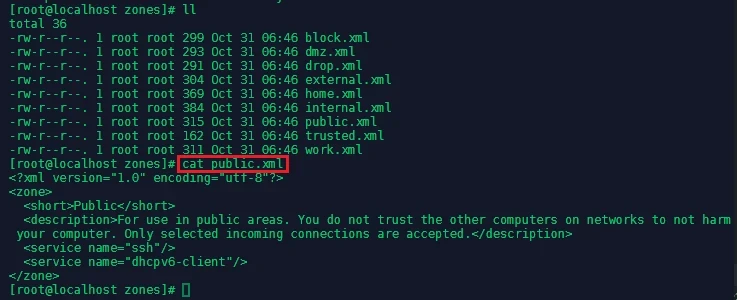 [root@localhost zones]# ll
total 36
-rw-r--r--. 1 root root 299 Oct 31 06:46 block.xml
-rw-r--r--. 1 root root 293 Oct 31 06:46 dmz.xml
-rw-r--r--. 1 root root 291 Oct 31 06:46 drop.xml
-rw-r--r--. 1 root root 304 Oct 31 06:46 external.xml
-rw-r--r--. 1 root root 369 Oct 31 06:46 home.xml
-rw-r--r--. 1 root root 384 Oct 31 06:46 internal.xml
-rw-r--r--. 1 root root 315 Oct 31 06:46 public.xml
-rw-r--r--. 1 root root 162 Oct 31 06:46 trusted.xml
-rw-r--r--. 1 root root 311 Oct 31 06:46 work.xml
[root@localhost zones]# cat public.xml
<?xml version="1.0" encoding="utf-8"?>
<zone>
  <short>Public</short>
  <description>For use in public areas. You do not trust the other computers on networks to not harm
 your computer. Only selected incoming connections are accepted.</description>
  <service name="ssh"/>
  <service name="dhcpv6-client"/>
</zone>
[root@localhost zones]#